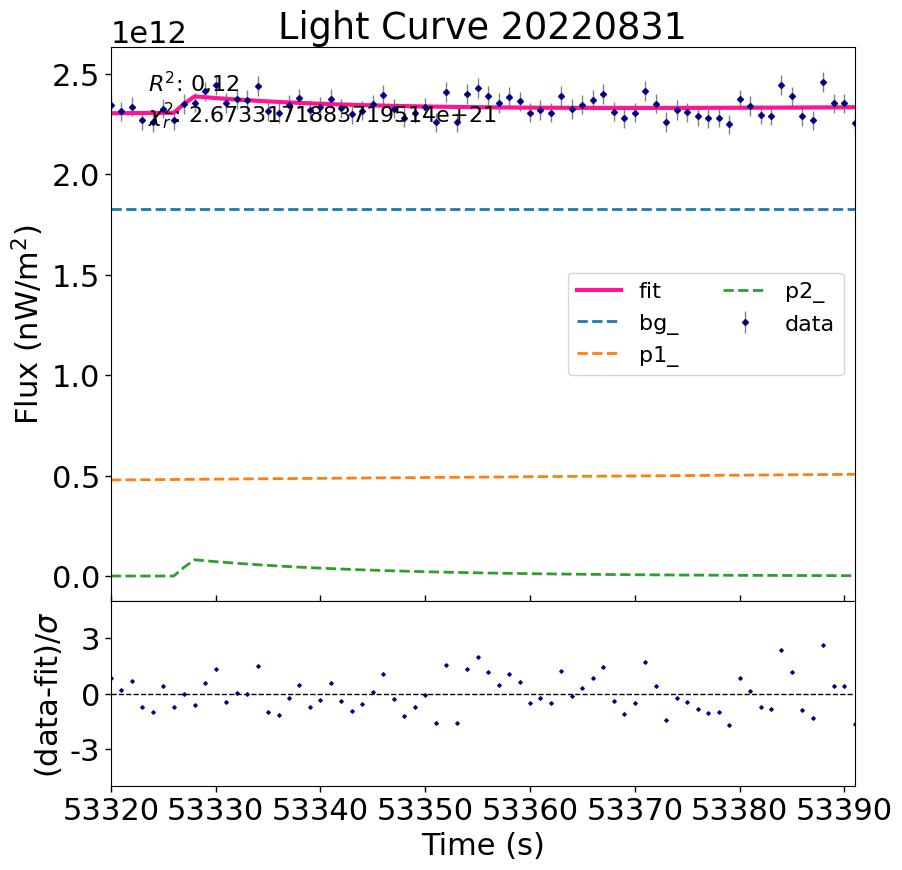 Light Curve 20220831
1e12
R²: 0.12
χ²ᵣ: 2.6733171883719514e+21
2.5
2.0
1.5
1.0
0.5
0.0
Flux (nW/m²)
fit
bg_
p1_
p2_
data
3
0
-3
(data-fit)/σ
53320 53330 53340 53350 53360 53370 53380 53390
Time (s)